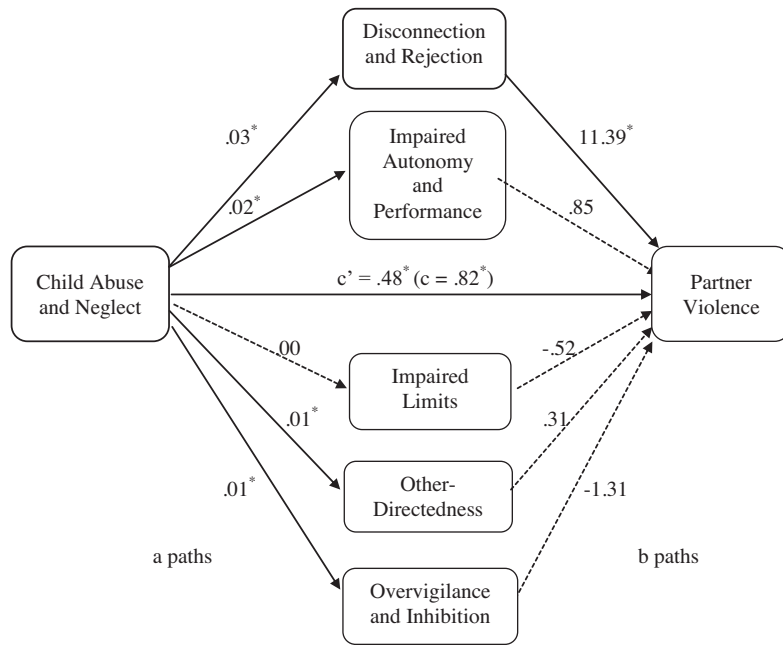 Disconnection
and Rejection
.03*
11.39*
Impaired
Autonomy
and
Performance
.02*
.85
Child Abuse
and Neglect
c’ = .48* (c = .82*)
Partner
Violence
.00
-.52
Impaired
Limits
.01*
.31
Other-
Directedness
.01*
-1.31
a paths
b paths
Overvigilance
and Inhibition